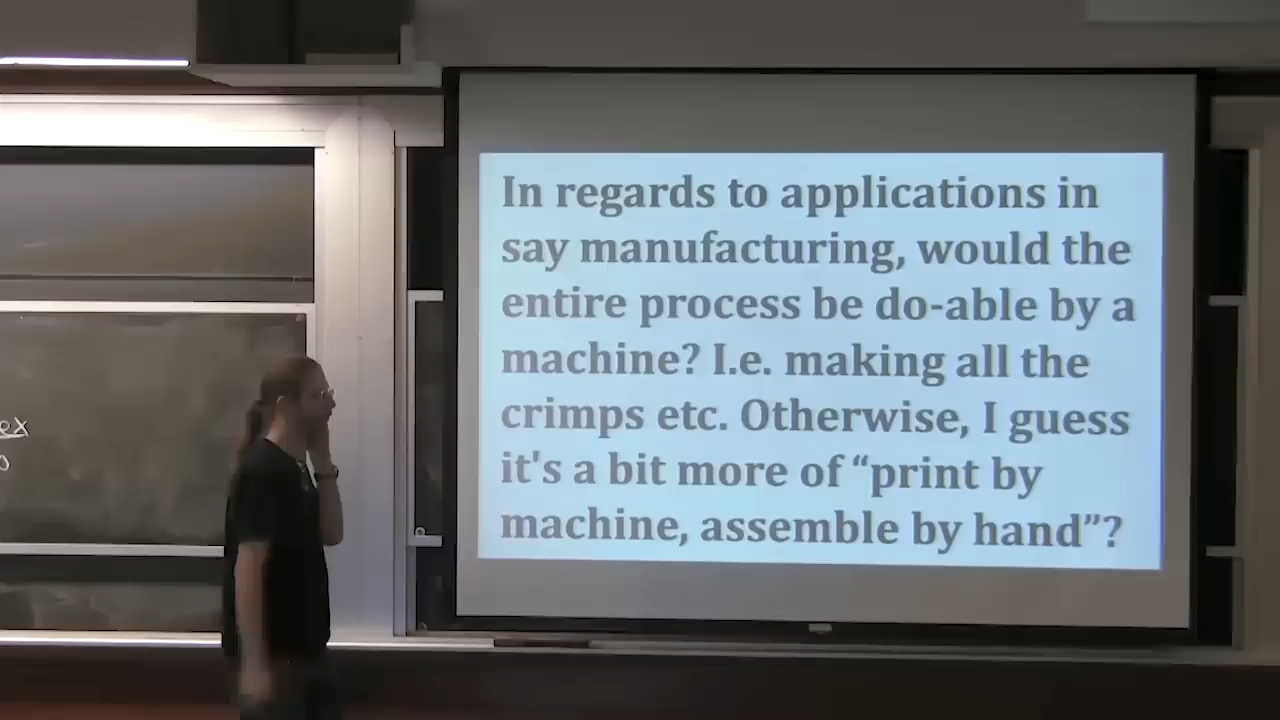 In regards to applications in
say manufacturing, would the
entire process be do-able by a
machine? I.e. making all the
crimps etc. Otherwise, I guess
it's a bit more of “print by
machine, assemble by hand”?